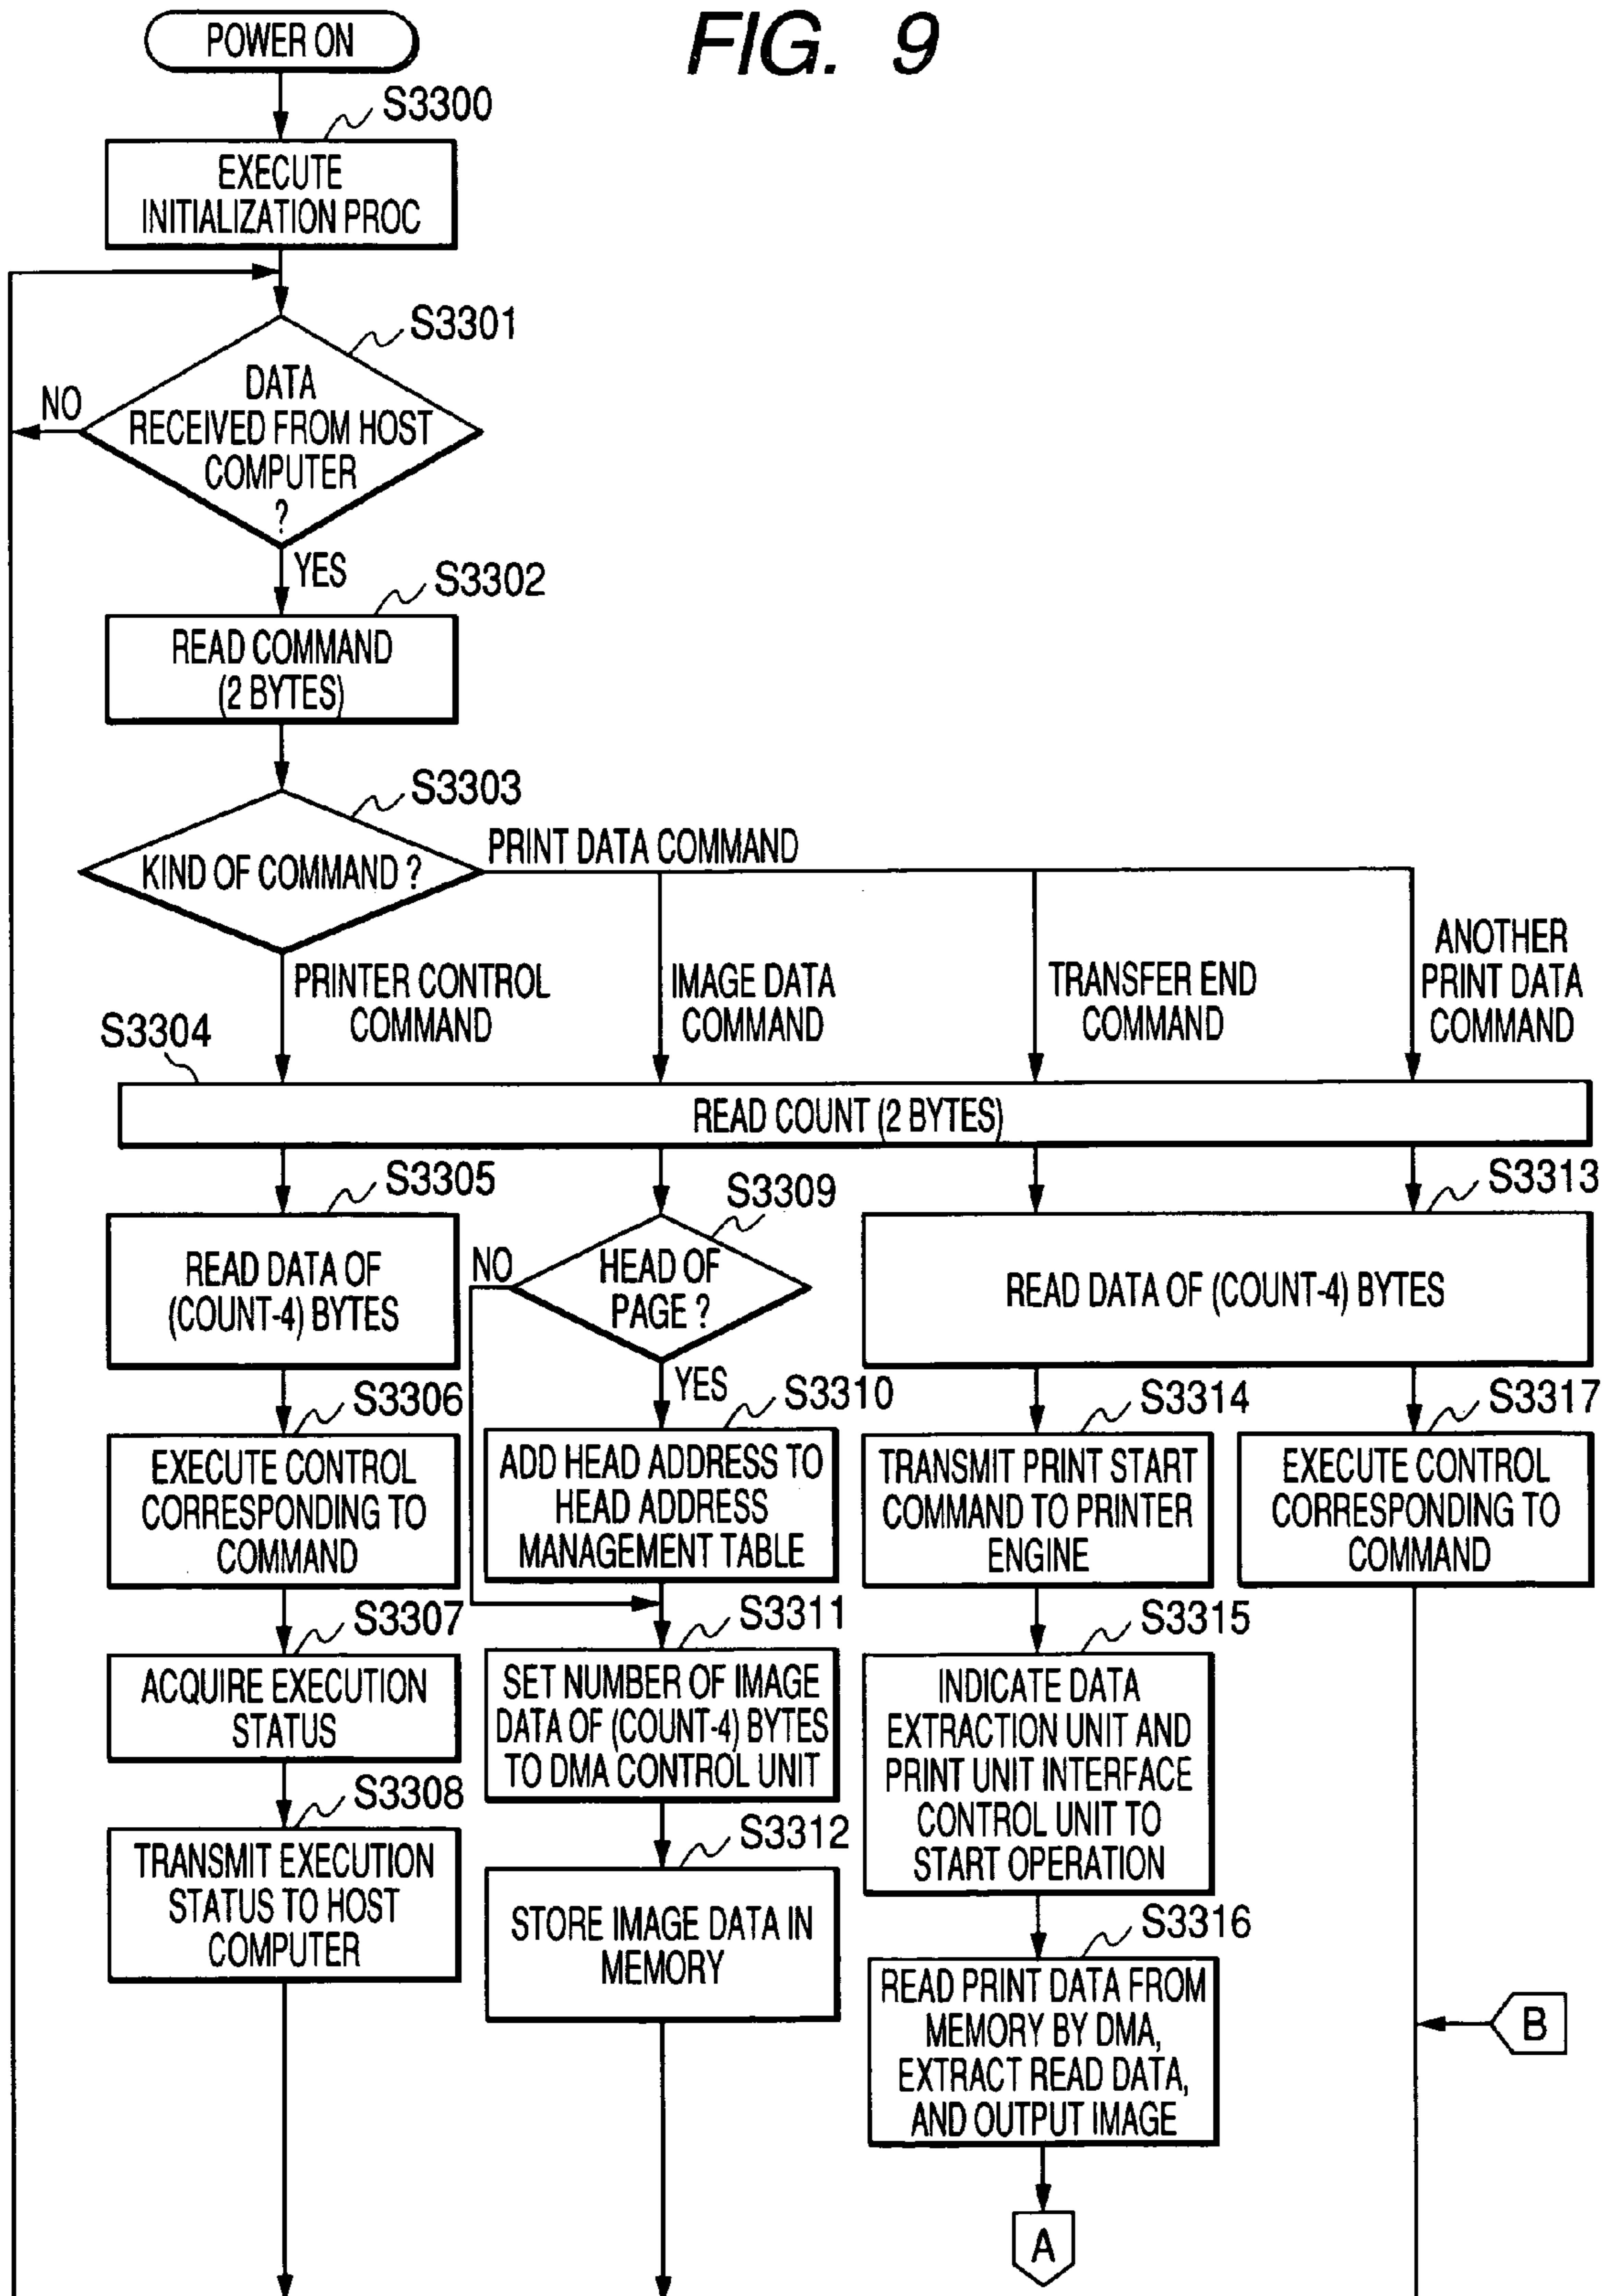 FIG. 9
POWER ON
S3300
EXECUTE
INITIALIZATION PROC
S3301
DATA
RECEIVED FROM HOST
COMPUTER
?
NO
YES
S3302
READ COMMAND
(2 BYTES)
S3303
KIND OF COMMAND ?
PRINT DATA COMMAND
PRINTER CONTROL
COMMAND
IMAGE DATA
COMMAND
TRANSFER END
COMMAND
ANOTHER
PRINT DATA
COMMAND
S3304
READ COUNT (2 BYTES)
S3305
READ DATA OF
(COUNT-4) BYTES
S3306
EXECUTE CONTROL
CORRESPONDING TO
COMMAND
S3307
ACQUIRE EXECUTION
STATUS
S3308
TRANSMIT EXECUTION
STATUS TO HOST
COMPUTER
S3309
HEAD OF
PAGE ?
NO
YES
S3310
ADD HEAD ADDRESS TO
HEAD ADDRESS
MANAGEMENT TABLE
S3311
SET NUMBER OF IMAGE
DATA OF (COUNT-4) BYTES
TO DMA CONTROL UNIT
S3312
STORE IMAGE DATA IN
MEMORY
S3313
READ DATA OF (COUNT-4) BYTES
S3314
TRANSMIT PRINT START
COMMAND TO PRINTER
ENGINE
S3315
INDICATE DATA
EXTRACTION UNIT AND
PRINT UNIT INTERFACE
CONTROL UNIT TO
START OPERATION
S3316
READ PRINT DATA FROM
MEMORY BY DMA,
EXTRACT READ DATA,
AND OUTPUT IMAGE
A
S3317
EXECUTE CONTROL
CORRESPONDING TO
COMMAND
B